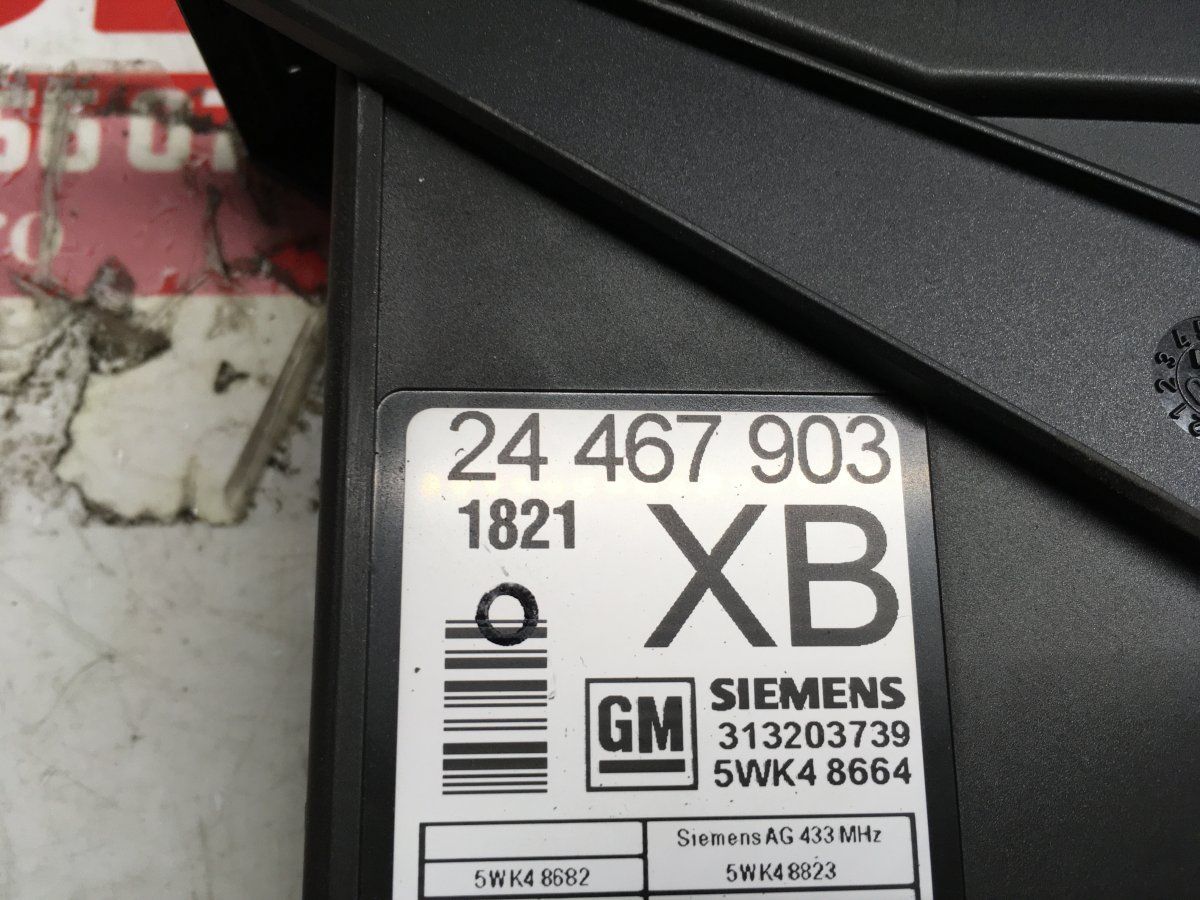 24 467 903
1821
XB
GM
SIEMENS
313203739
5WK4 8664
Siemens AG 433 MHz
5WK4 8682
5WK4 8823